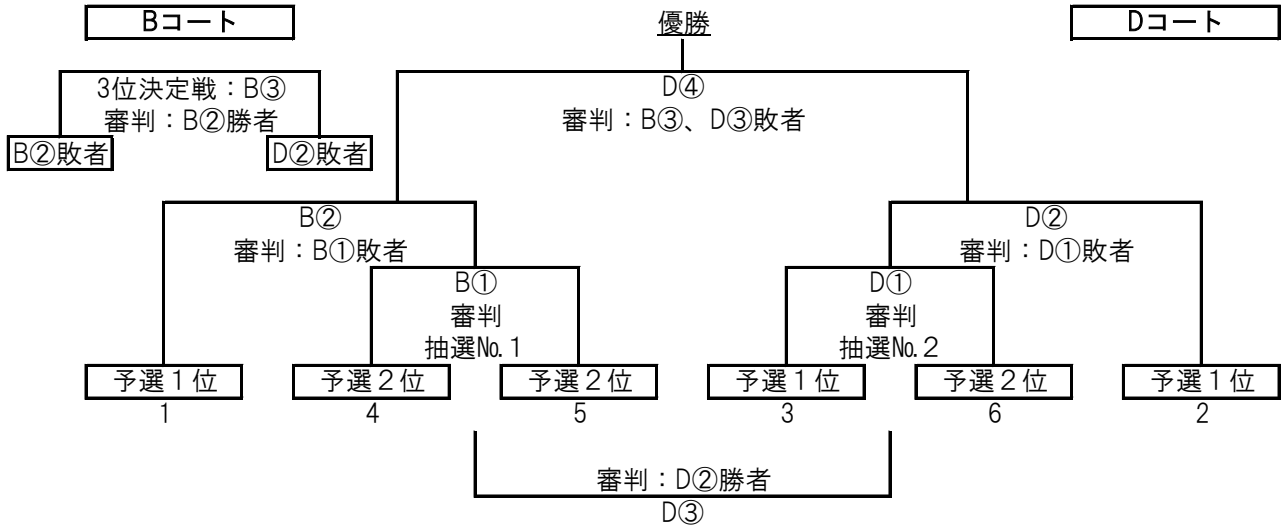 Bコート
優勝
Dコート
3位決定戦：B③
審判：B②勝者
B②敗者
D②敗者
D④
審判：B③、D③敗者
B②
審判：B①敗者
D②
審判：D①敗者
B①
審判
抽選№1
D①
審判
抽選№2
予選１位
予選２位
予選２位
予選１位
予選２位
予選１位
1
4
5
3
6
2
審判：D②勝者
D③